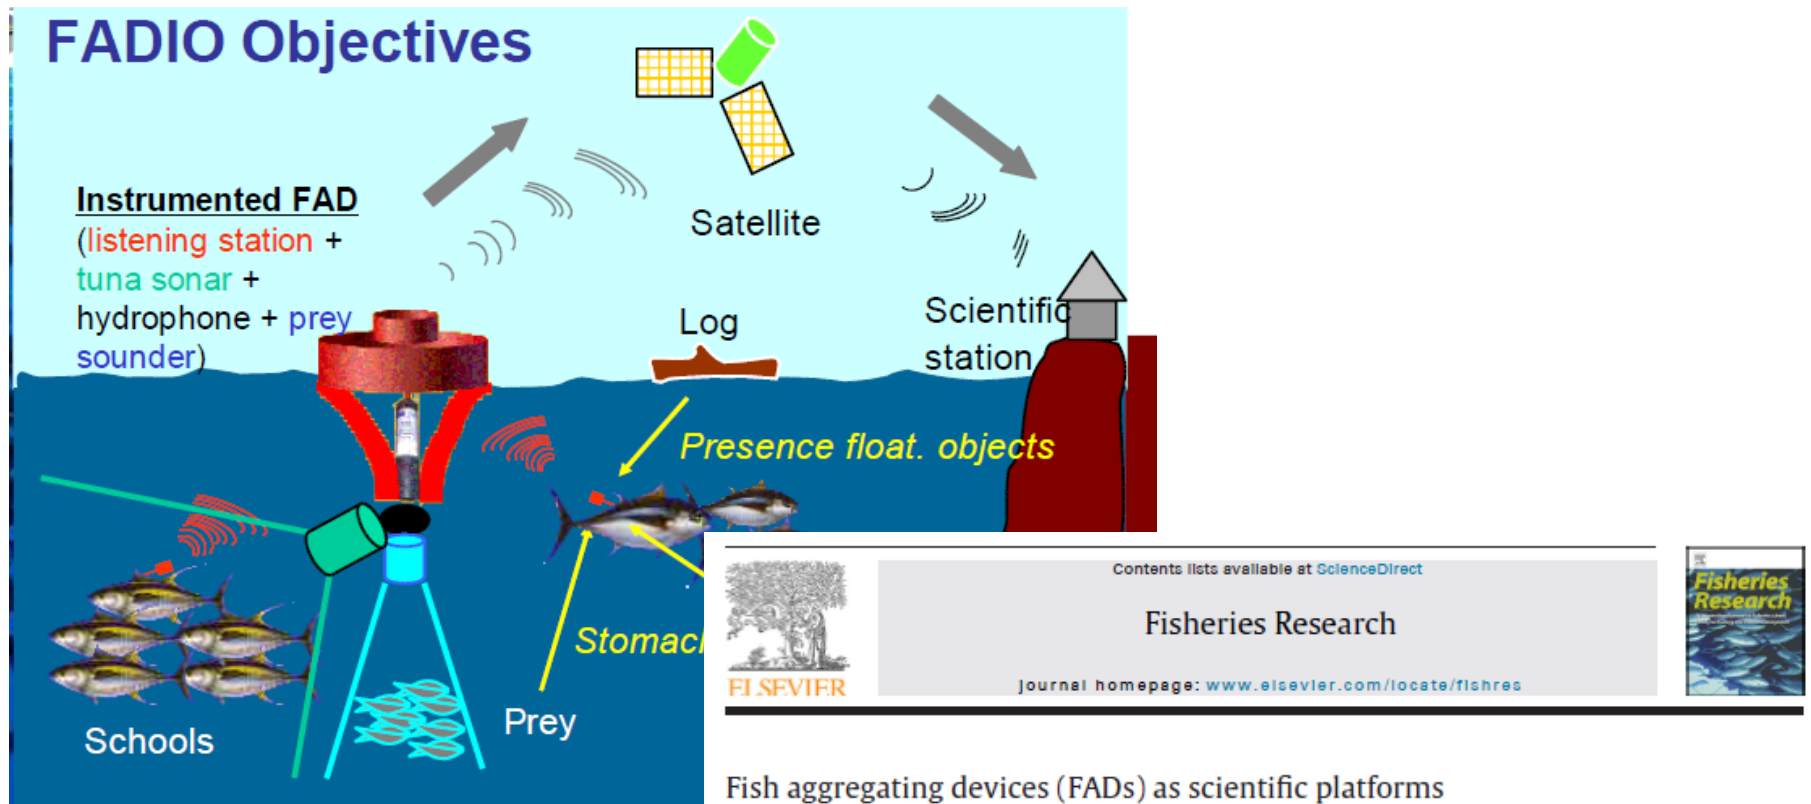 FADIO Objectives
Instrumented FAD
(listening station +
tuna sonar +
hydrophone + prey
sounder)
Satellite
Log
Scientific
station
Presence float. objects
Prey
Schools
Contents lists available at ScienceDirect
Fisheries Research
journal homepage: www.elsevier.com/locate/fishres
ELSEVIER
Fisheries
Research
Fish aggregating devices (FADs) as scientific platforms